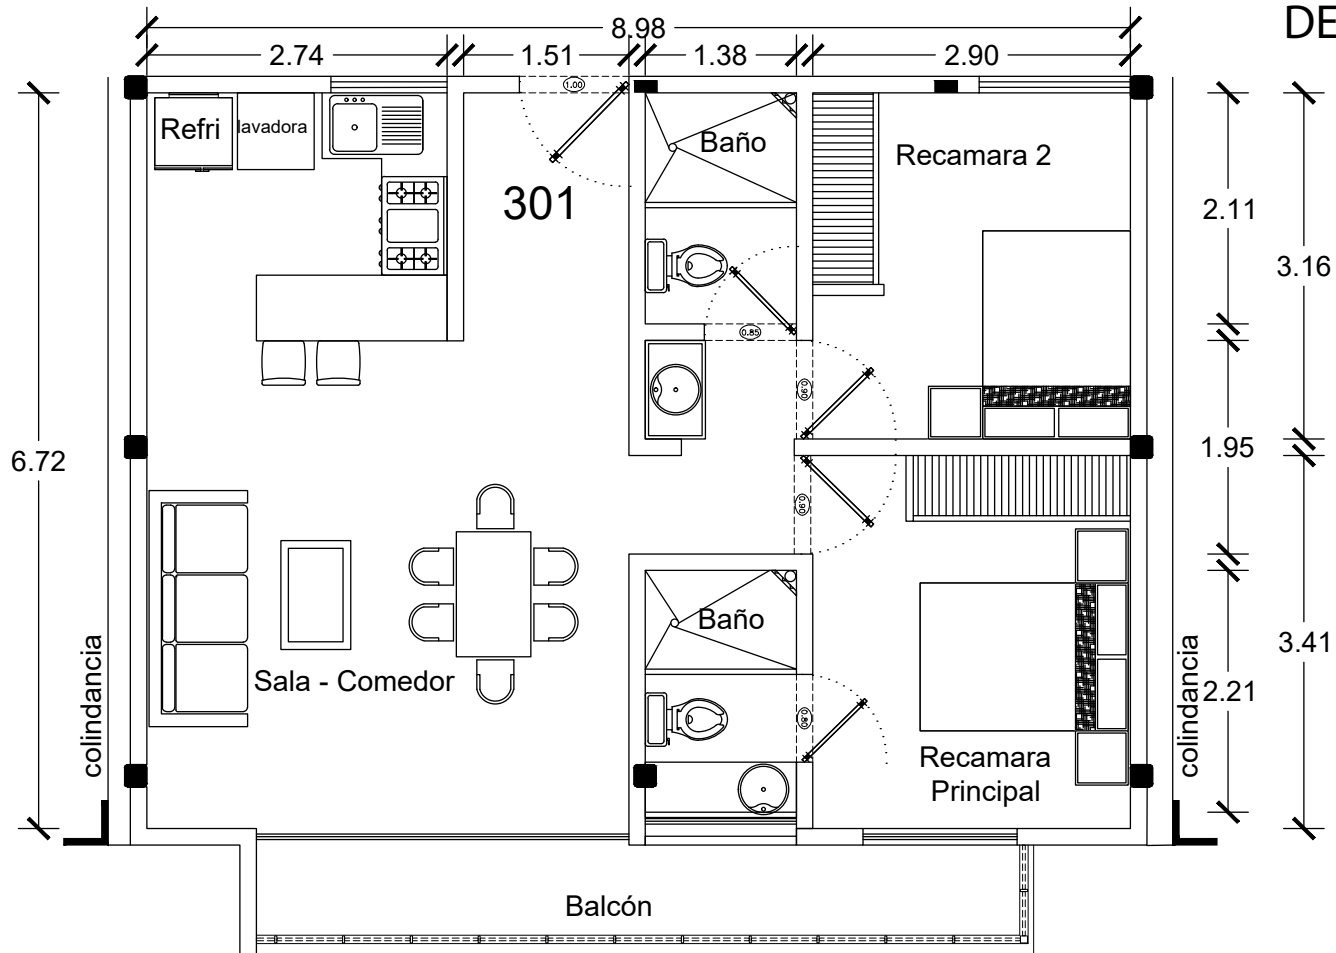 DE
8.98
2.74
1.51
1.38
2.90
1.00
Refri
lavadora
Baño
Recamara 2
301
2.11
3.16
0.85
0.90
6.72
1.95
0.90
Baño
Sala - Comedor
colindancia
colindancia
3.41
2.21
0.80
Recamara
Principal
Balcón